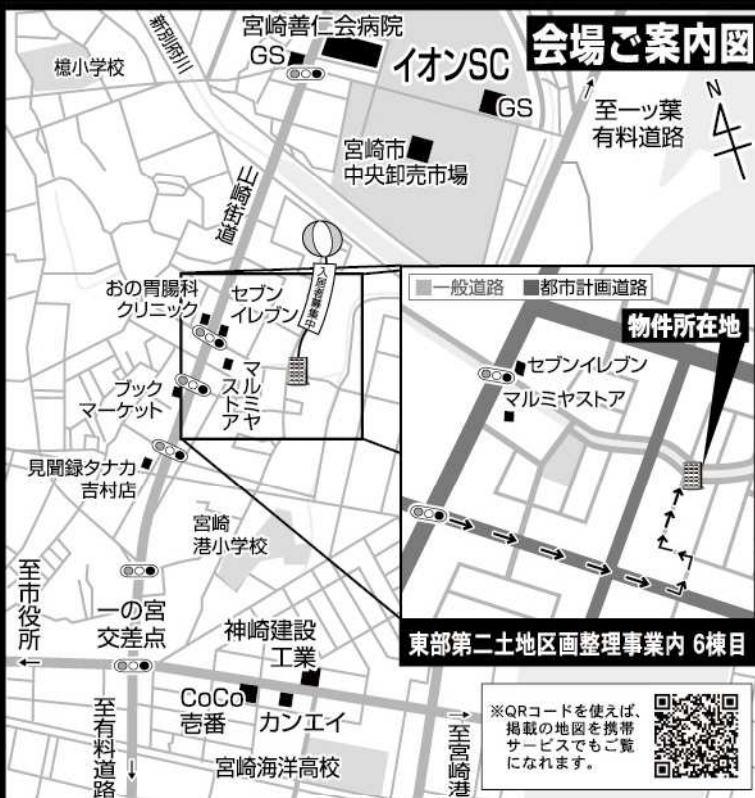 会場ご案内図
宮崎善仁会病院
新別府川
檍小学校
GS
イオンSC
GS
至一ッ葉
有料道路
N
宮崎市
中央卸売市場
山崎街道
入居者募集中
おの胃腸科
クリニック
セブン
イレブン
マルミヤ
ストア
ブック
マーケット
見聞録タナカ
吉村店
宮崎
港小学校
一般道路
都市計画道路
物件所在地
セブンイレブン
マルミヤストア
東部第二土地区画整理事業内 6棟目
至市役所
一の宮
交差点
神崎建設
工業
CoCo
壱番
カンエイ
至有料道路
宮崎海洋高校
至宮崎港
※QRコードを使えば、
掲載の地図を携帯
サービスでもご覧
になれます。